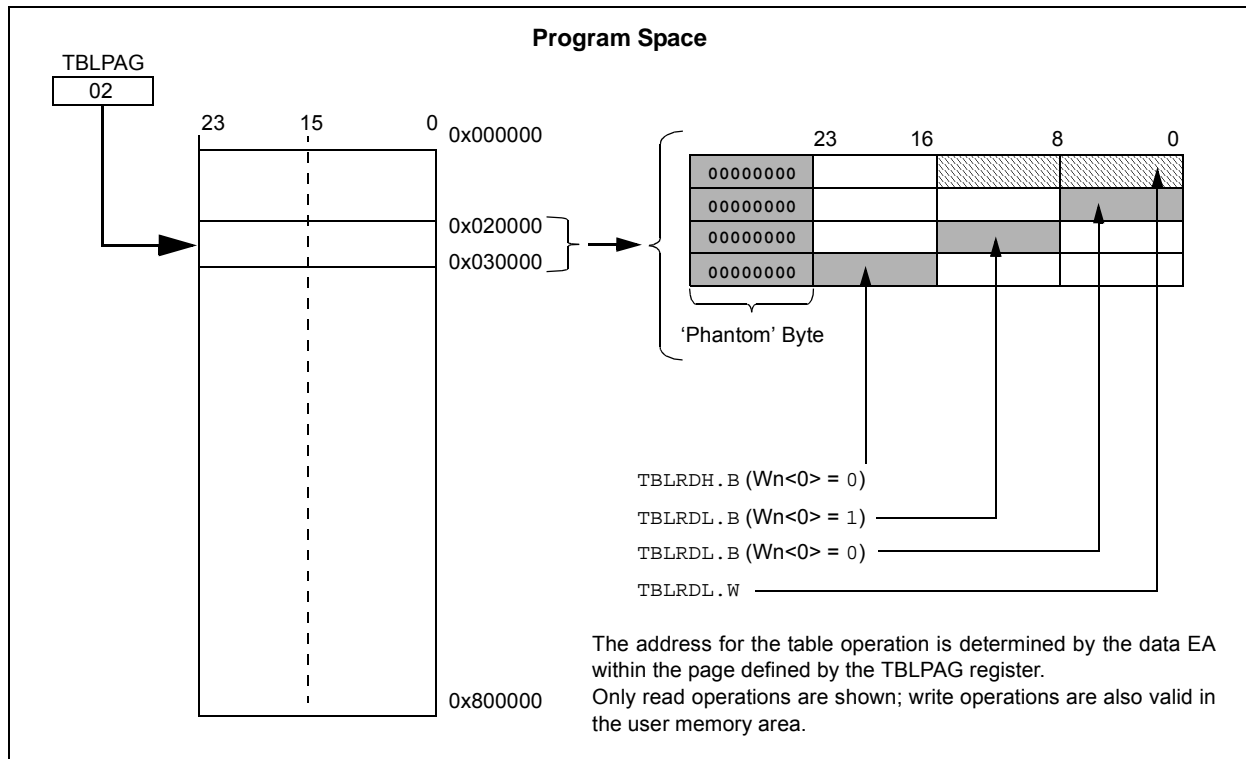 Program Space
TBLPAG
02
23 15 0
0x000000
0x020000
0x030000
0x800000
23 16 8 0
00000000
00000000
00000000
00000000
‘Phantom’ Byte
TBLRDH.B (Wn<0> = 0)
TBLRDL.B (Wn<0> = 1)
TBLRDL.B (Wn<0> = 0)
TBLRDL.W
The address for the table operation is determined by the data EA
within the page defined by the TBLPAG register.
Only read operations are shown; write operations are also valid in
the user memory area.